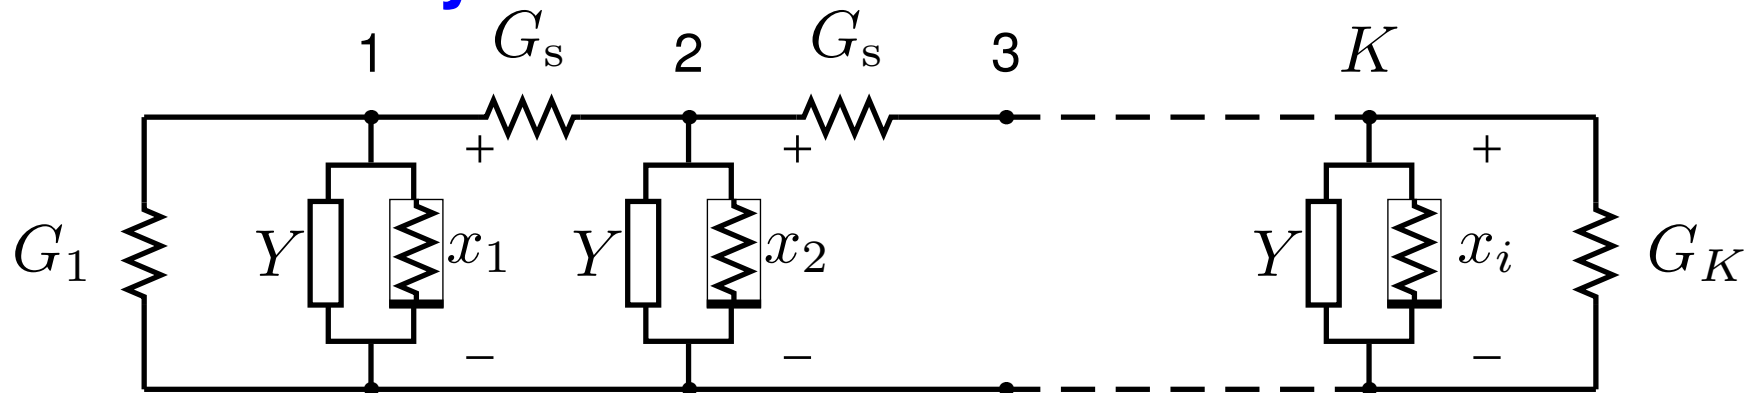 1 G_s 2 G_s 3 K
+ + +
G_1 Y x_1 Y x_2 Y x_i G_K
− − −